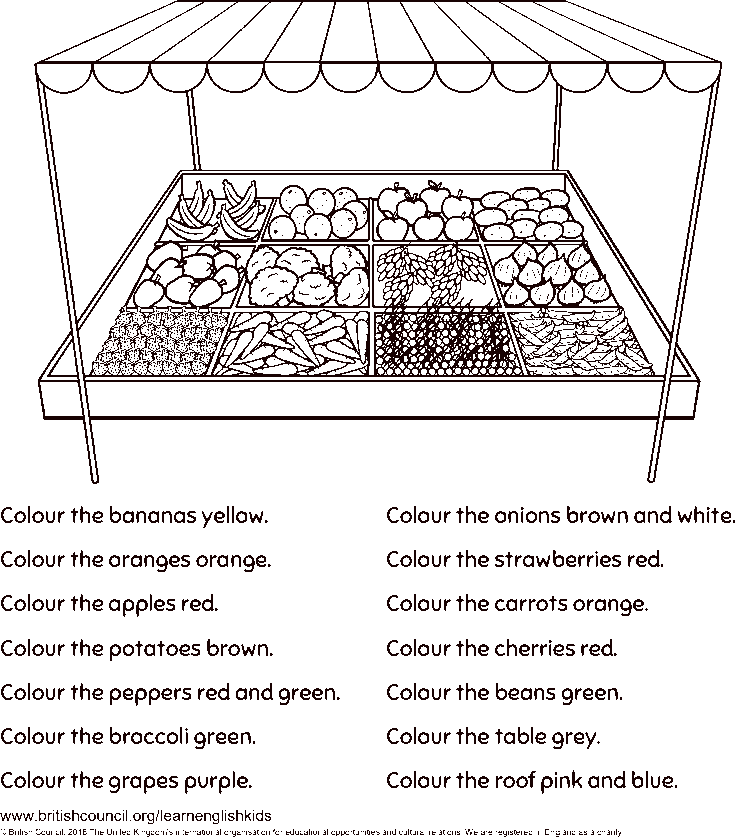 Colour the bananas yellow.
Colour the oranges orange.
Colour the apples red.
Colour the potatoes brown.
Colour the peppers red and green.
Colour the broccoli green.
Colour the grapes purple.
Colour the onions brown and white.
Colour the strawberries red.
Colour the carrots orange.
Colour the cherries red.
Colour the beans green.
Colour the table grey.
Colour the roof pink and blue.
www.britishcouncil.org/learnenglishkids
© British Council, 2018 The United Kingdom's international organisation for educational opportunities and cultural relations. We are registered in England as a charity.